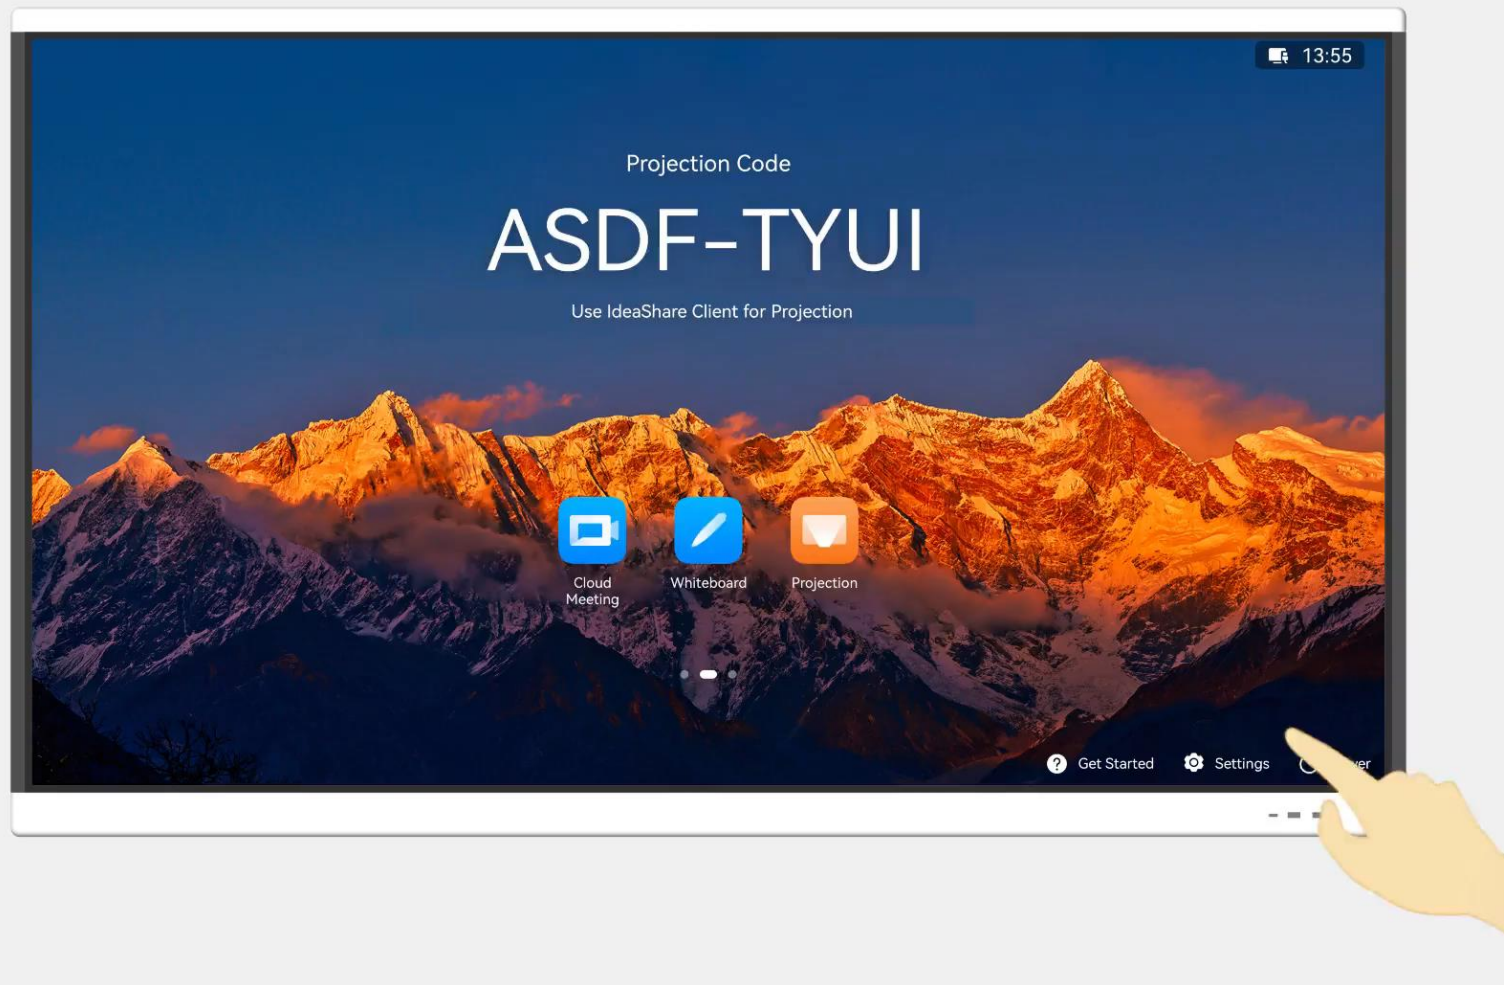 13:55
Projection Code
ASDF-TYUI
Use IdeaShare Client for Projection
Cloud
Meeting
Whiteboard
Projection
Get Started
Settings